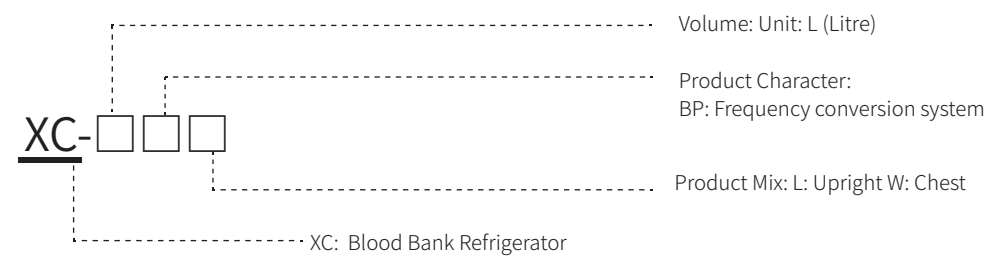 Volume: Unit: L (Litre)
Product Character:
BP: Frequency conversion system
XC-□□□
Product Mix: L: Upright W: Chest
XC: Blood Bank Refrigerator